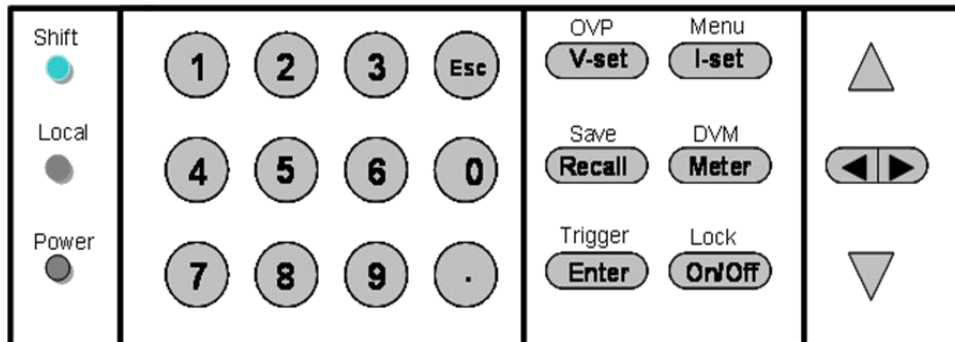 Shift
Local
Power
1 2 3 Esc
4 5 6 0
7 8 9 .
OVP Menu
V-set I-set
Save DVM
Recall Meter
Trigger Lock
Enter On/Off